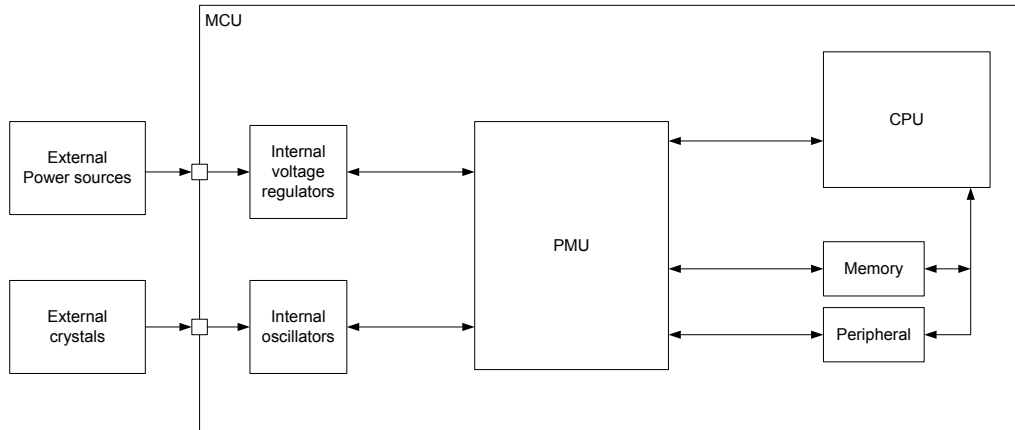 MCU
External
Power sources
Internal
voltage
regulators
PMU
CPU
Memory
Peripheral
External
crystals
Internal
oscillators